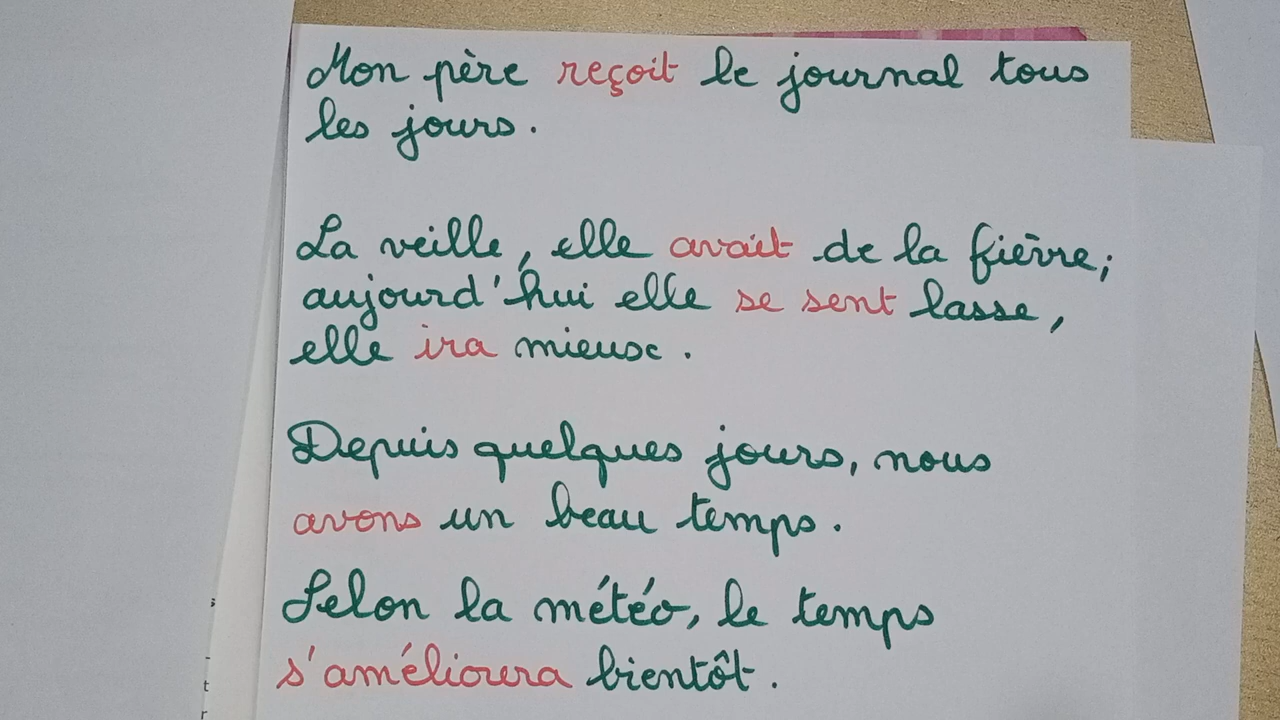 Mon père reçoit le journal tous
les jours.
La veille, elle avait de la fièvre;
aujourd'hui elle se sent lasse,
elle ira mieux.
Depuis quelques jours, nous
avons un beau temps.
Selon la météo, le temps
s'améliorera bientôt.